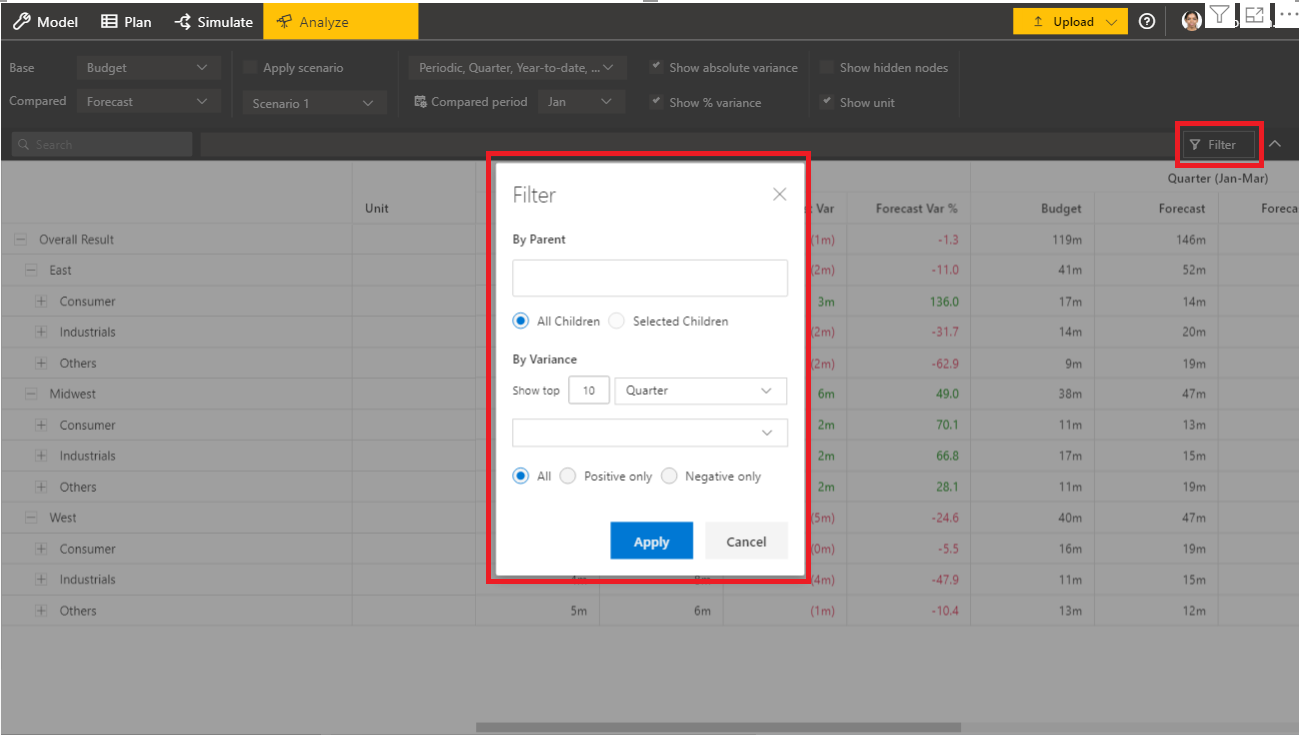 Model Plan Simulate Analyze Upload
Base Budget Apply scenario Periodic, Quarter, Year-to-date, ... Show absolute variance Show hidden nodes
Compared Forecast Scenario 1 Compared period Jan Show % variance Show unit
Search Filter
Quarter (Jan-Mar)
Unit Var Forecast Var % Budget Forecast Foreca
Overall Result (1m) -1.3 119m 146m
East (2m) -11.0 41m 52m
Consumer 3m 136.0 17m 14m
Industrials (2m) -31.7 14m 20m
Others (2m) -62.9 9m 19m
Midwest 6m 49.0 38m 47m
Consumer 2m 70.1 11m 13m
Industrials 2m 66.8 17m 15m
Others 2m 28.1 11m 19m
West (5m) -24.6 40m 47m
Consumer (0m) -5.5 16m 19m
Industrials (4m) -47.9 11m 15m
Others 5m 6m (1m) -10.4 13m 12m
Filter
By Parent
All Children Selected Children
By Variance
Show top 10 Quarter
All Positive only Negative only
Apply Cancel